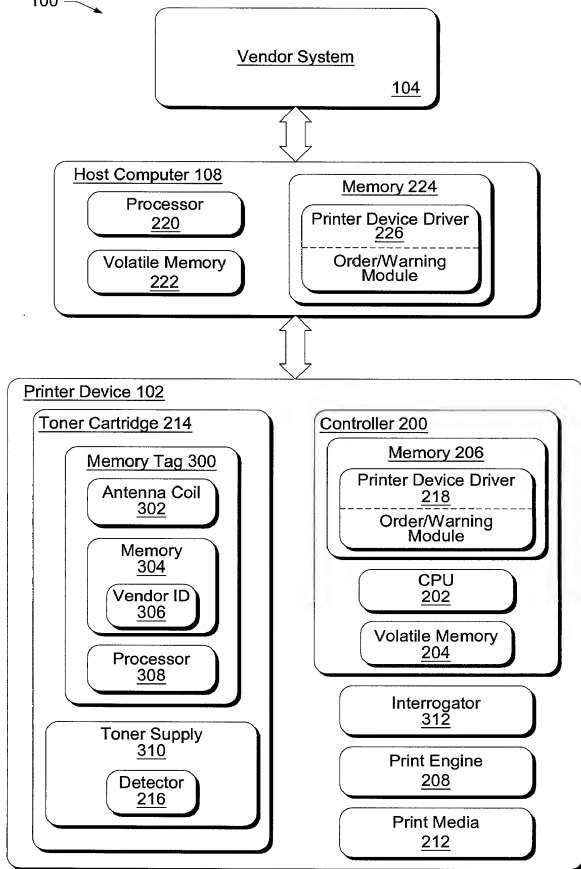 100
Vendor System
104
Host Computer 108
Processor
220
Volatile Memory
222
Memory 224
Printer Device Driver
226
Order/Warning
Module
Printer Device 102
Toner Cartridge 214
Memory Tag 300
Antenna Coil
302
Memory
304
Vendor ID
306
Processor
308
Toner Supply
310
Detector
216
Controller 200
Memory 206
Printer Device Driver
218
Order/Warning
Module
CPU
202
Volatile Memory
204
Interrogator
312
Print Engine
208
Print Media
212